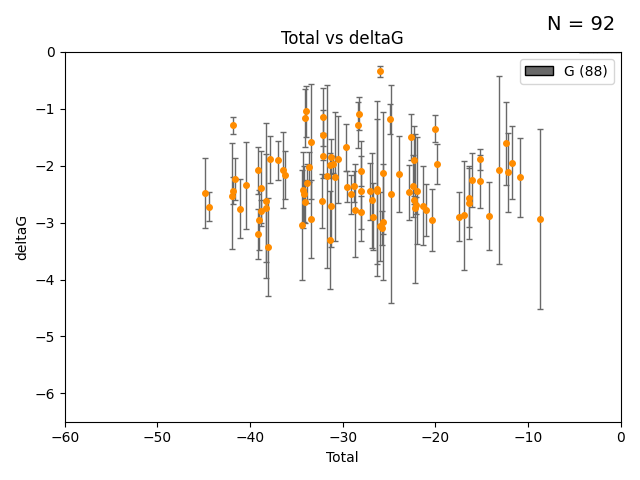 N = 92
Total vs deltaG
G (88)
deltaG
0
−1
−2
−3
−4
−5
−6
−60
−50
−40
−30
−20
−10
0
Total